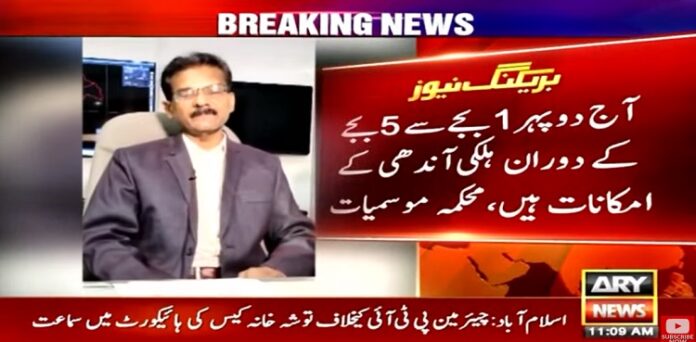 BREAKING NEWS
بریکنگ نیوز
آج دوپہر 1 بجے سے 5 بجے
کے دوران ہلکی آندھی کے
امکانات ہیں، محکمہ موسمیات
ARY
NEWS
11:09 AM
اسلام آباد: چیئرمین پی ٹی آئی کیخلاف توشہ خانہ کیس کی ہائیکورٹ میں سماعت